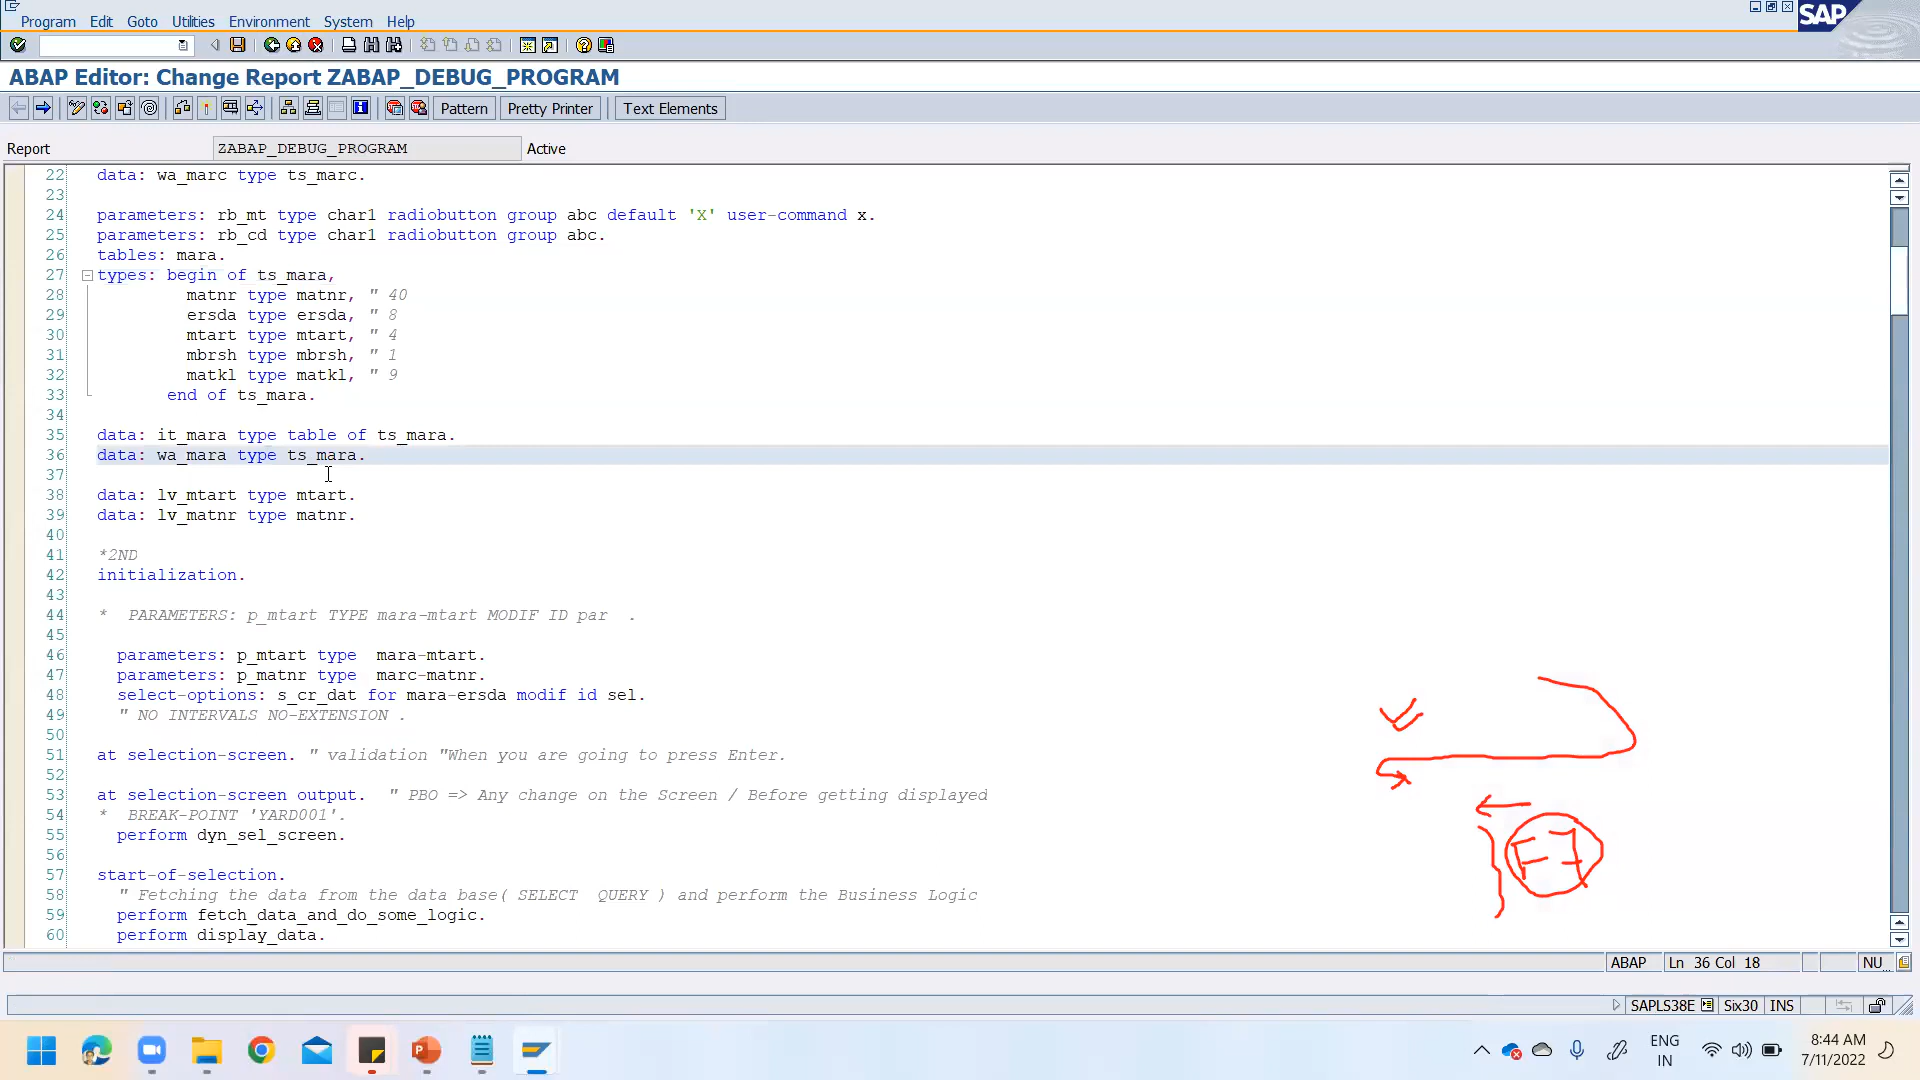 Program Edit Goto Utilities Environment System Help
SAP
ABAP Editor: Change Report ZABAP_DEBUG_PROGRAM
Pattern Pretty Printer Text Elements
Report ZABAP_DEBUG_PROGRAM Active
22 data: wa_marc type ts_marc.
23
24 parameters: rb_mt type char1 radiobutton group abc default 'X' user-command x.
25 parameters: rb_cd type char1 radiobutton group abc.
26 tables: mara.
27 types: begin of ts_mara,
28 matnr type matnr, " 40
29 ersda type ersda, " 8
30 mtart type mtart, " 4
31 mbrsh type mbrsh, " 1
32 matkl type matkl, " 9
33 end of ts_mara.
34
35 data: it_mara type table of ts_mara.
36 data: wa_mara type ts_mara.
37
38 data: lv_mtart type mtart.
39 data: lv_matnr type matnr.
40
41 *2ND
42 initialization.
43
44 * PARAMETERS: p_mtart TYPE mara-mtart MODIF ID par .
45
46 parameters: p_mtart type mara-mtart.
47 parameters: p_matnr type marc-matnr.
48 select-options: s_cr_dat for mara-ersda modif id sel.
49 " NO INTERVALS NO-EXTENSION .
50
51 at selection-screen. " validation "When you are going to press Enter.
52
53 at selection-screen output. " PBO => Any change on the Screen / Before getting displayed
54 * BREAK-POINT 'YARD001'.
55 perform dyn_sel_screen.
56
57 start-of-selection.
58 " Fetching the data from the data base( SELECT QUERY ) and perform the Business Logic
59 perform fetch_data_and_do_some_logic.
60 perform display_data.
F7
ABAP Ln 36 Col 18 NU...
SAPLS38E Six30 INS
ENG
IN
8:44 AM
7/11/2022